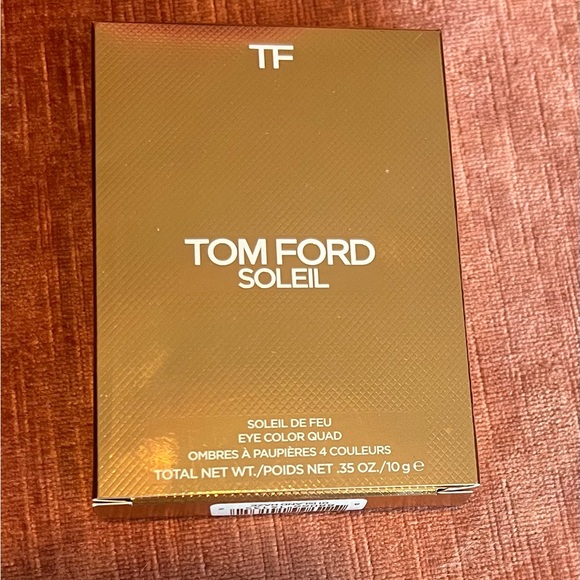 TF
TOM FORD
SOLEIL
SOLEIL DE FEU
EYE COLOR QUAD
OMBRES À PAUPIÈRES 4 COULEURS
TOTAL NET WT./POIDS NET .35 OZ./10 g ℮